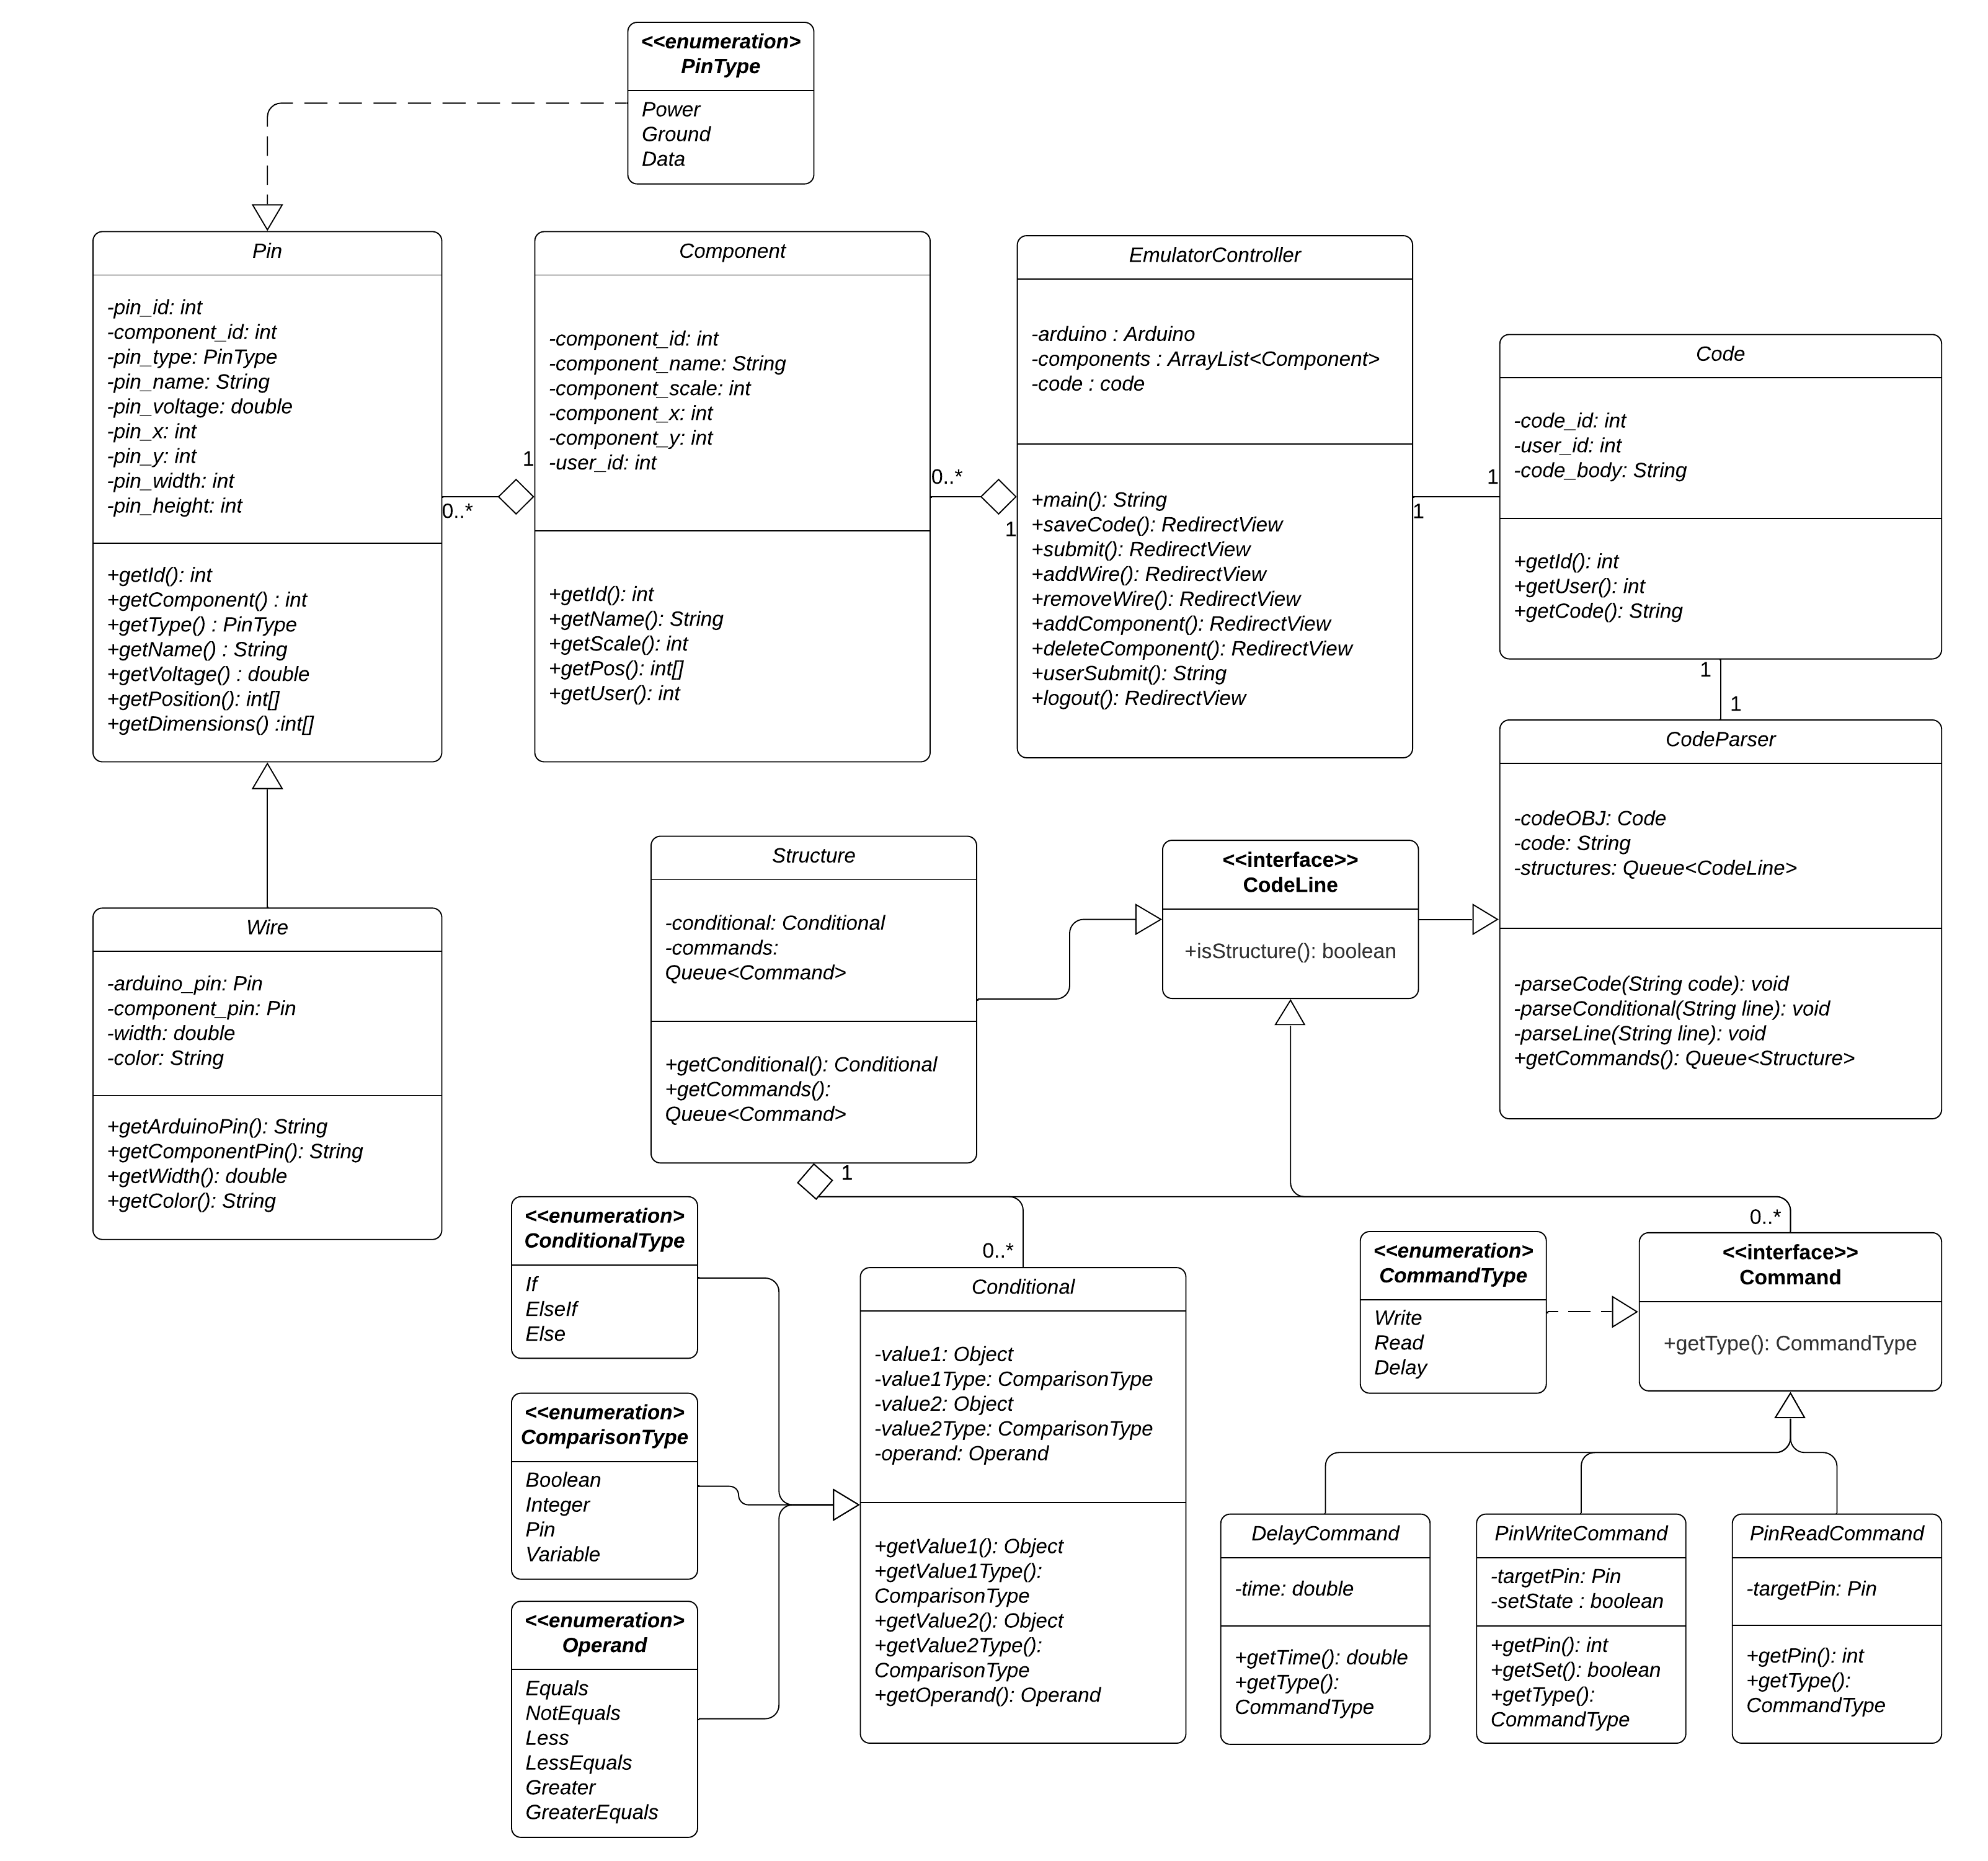 <<enumeration>
PinType
Power
Ground
Data
Pin
-pin_id: int
-component_id: int
-pin_type: PinType
-pin_name: String
-pin_voltage: double
-pin_x: int
-pin_y: int
-pin_width: int
-pin_height: int
+getId(): int
+getComponent() : int
+getType() : PinType
+getName() : String
+getVoltage() : double
+getPosition(): int[]
+getDimensions() :int[]
0..*
1
Component
-component_id: int
-component_name: String
-component_scale: int
-component_x: int
-component_y: int
-user_id: int
+getId(): int
+getName(): String
+getScale(): int
+getPos(): int[]
+getUser(): int
0..*
1
EmulatorController
-arduino : Arduino
-components : ArrayList<Component>
-code : code
+main(): String
+saveCode(): RedirectView
+submit(): RedirectView
+addWire(): RedirectView
+removeWire(): RedirectView
+addComponent(): RedirectView
+deleteComponent(): RedirectView
+userSubmit(): String
+logout(): RedirectView
1
1
Code
-code_id: int
-user_id: int
-code_body: String
+getId(): int
+getUser(): int
+getCode(): String
1
1
CodeParser
-codeOBJ: Code
-code: String
-structures: Queue<CodeLine>
-parseCode(String code): void
-parseConditional(String line): void
-parseLine(String line): void
+getCommands(): Queue<Structure>
Wire
-arduino_pin: Pin
-component_pin: Pin
-width: double
-color: String
+getArduinoPin(): String
+getComponentPin(): String
+getWidth(): double
+getColor(): String
Structure
-conditional: Conditional
-commands:
Queue<Command>
+getConditional(): Conditional
+getCommands():
Queue<Command>
1
<<interface>>
CodeLine
+isStructure(): boolean
<<enumeration>
ConditionalType
If
ElseIf
Else
<<enumeration>
ComparisonType
Boolean
Integer
Pin
Variable
<<enumeration>
Operand
Equals
NotEquals
Less
LessEquals
Greater
GreaterEquals
0..*
Conditional
-value1: Object
-value1Type: ComparisonType
-value2: Object
-value2Type: ComparisonType
-operand: Operand
+getValue1(): Object
+getValue1Type():
ComparisonType
+getValue2(): Object
+getValue2Type():
ComparisonType
+getOperand(): Operand
<<enumeration>
CommandType
Write
Read
Delay
0..*
<<interface>>
Command
+getType(): CommandType
DelayCommand
-time: double
+getTime(): double
+getType():
CommandType
PinWriteCommand
-targetPin: Pin
-setState : boolean
+getPin(): int
+getSet(): boolean
+getType():
CommandType
PinReadCommand
-targetPin: Pin
+getPin(): int
+getType():
CommandType